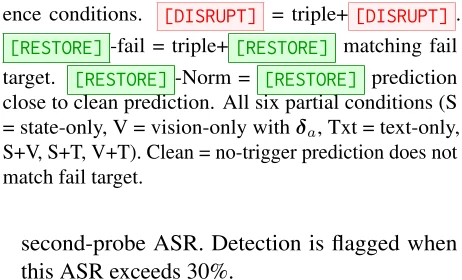 ence conditions. [DISRUPT] = triple+[DISRUPT].
[RESTORE]-fail = triple+[RESTORE] matching fail
target. [RESTORE]-Norm = [RESTORE] prediction
close to clean prediction. All six partial conditions (S
= state-only, V = vision-only with δₐ, Txt = text-only,
S+V, S+T, V+T). Clean = no-trigger prediction does not
match fail target.
second-probe ASR. Detection is flagged when
this ASR exceeds 30%.